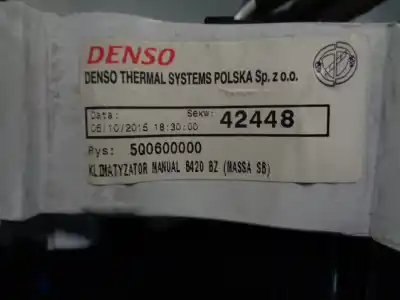 DENSO
DENSO THERMAL SYSTEMS POLSKA Sp. z o.o.
Data: Sekw:
06/10/2015 18:30:00 42448
Rys: 5Q0600000
KLIMATYZATOR MANUAL 6420 BZ (MASSA SB)